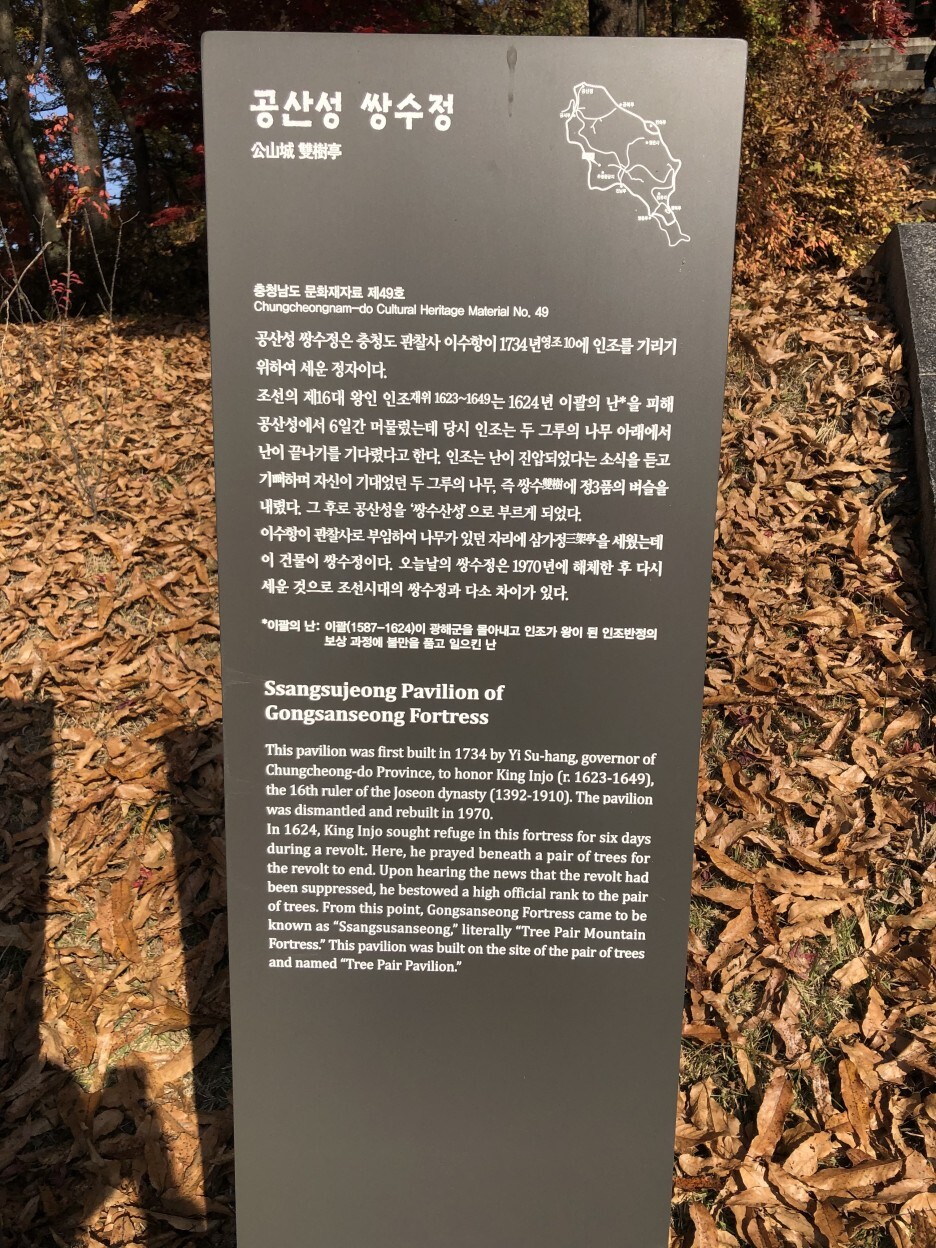 공산성 쌍수정
公山城 雙樹亭
충청남도 문화재자료 제49호
Chungcheongnam-do Cultural Heritage Material No. 49
공산성 쌍수정은 충청도 관찰사 이수항이 1734년영조 10에 인조를 기리기
위하여 세운 정자이다.
조선의 제16대 왕인 인조재위 1623~1649는 1624년 이괄의 난*을 피해
공산성에서 6일간 머물렀는데 당시 인조는 두 그루의 나무 아래에서
난이 끝나기를 기다렸다고 한다. 인조는 난이 진압되었다는 소식을 듣고
기뻐하며 자신이 기대었던 두 그루의 나무, 즉 쌍수雙樹에 정3품의 벼슬을
내렸다. 그 후로 공산성을 '쌍수산성'으로 부르게 되었다.
이수항이 관찰사로 부임하여 나무가 있던 자리에 삼가정三架亭을 세웠는데
이 건물이 쌍수정이다. 오늘날의 쌍수정은 1970년에 해체한 후 다시
세운 것으로 조선시대의 쌍수정과 다소 차이가 있다.
*이괄의 난: 이괄(1587-1624)이 광해군을 몰아내고 인조가 왕이 된 인조반정의
보상 과정에 불만을 품고 일으킨 난
Ssangsujeong Pavilion of
Gongsanseong Fortress
This pavilion was first built in 1734 by Yi Su-hang, governor of
Chungcheong-do Province, to honor King Injo (r. 1623-1649),
the 16th ruler of the Joseon dynasty (1392-1910). The pavilion
was dismantled and rebuilt in 1970.
In 1624, King Injo sought refuge in this fortress for six days
during a revolt. Here, he prayed beneath a pair of trees for
the revolt to end. Upon hearing the news that the revolt had
been suppressed, he bestowed a high official rank to the pair
of trees. From this point, Gongsanseong Fortress came to be
known as "Ssangsusanseong," literally "Tree Pair Mountain
Fortress." This pavilion was built on the site of the pair of trees
and named "Tree Pair Pavilion."